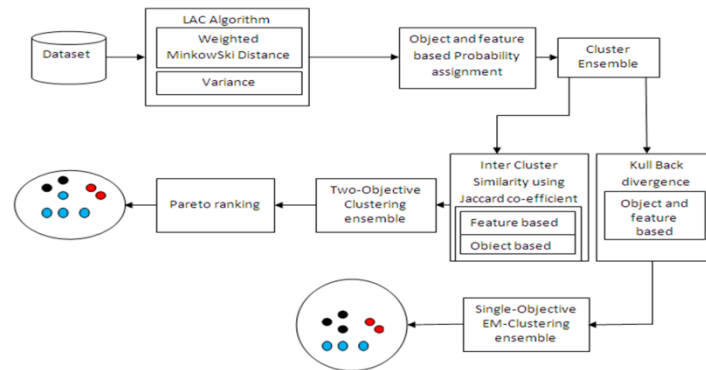 LAC Algorithm
Dataset
Weighted
MinkowSki Distance
Variance
Object and feature
based Probability
assignment
Cluster
Ensemble
Inter Cluster
Similarity using
Jaccard co-efficient
Feature based
Object based
Kull Back
divergence
Object and
feature
based
Two-Objective
Clustering
ensemble
Pareto ranking
Single-Objective
EM-Clustering
ensemble